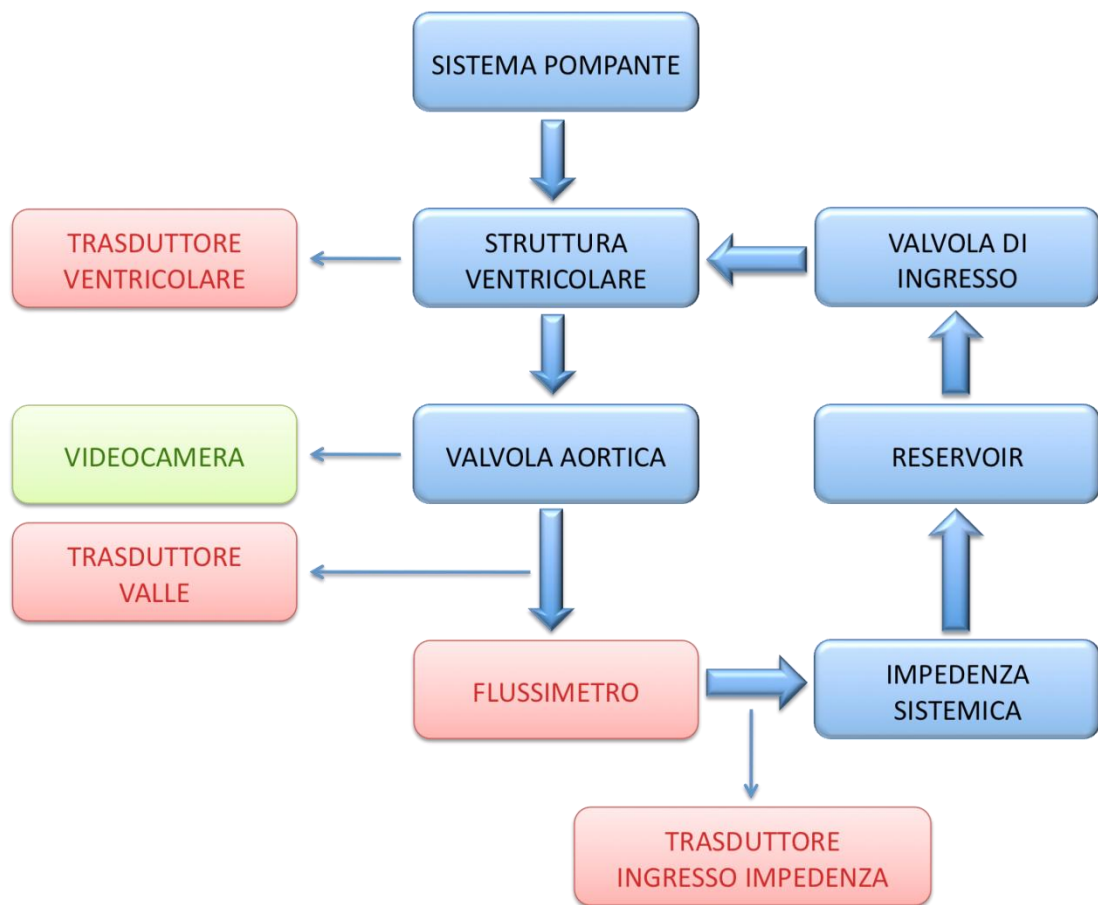 SISTEMA POMPANTE
TRASDUTTORE
VENTRICOLARE
STRUTTURA
VENTRICOLARE
VALVOLA DI
INGRESSO
VIDEOCAMERA
VALVOLA AORTICA
RESERVOIR
TRASDUTTORE
VALLE
FLUSSIMETRO
IMPEDENZA
SISTEMICA
TRASDUTTORE
INGRESSO IMPEDENZA